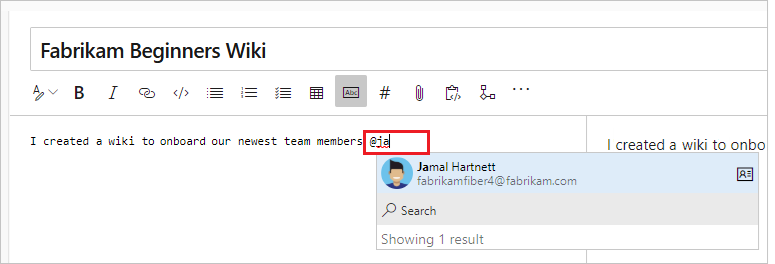 Fabrikam Beginners Wiki
B I </> Abc # ...
I created a wiki to onboard our newest team members @ja
I created a wiki to onbo
Jamal Hartnett
fabrikamfiber4@fabrikam.com
Search
Showing 1 result